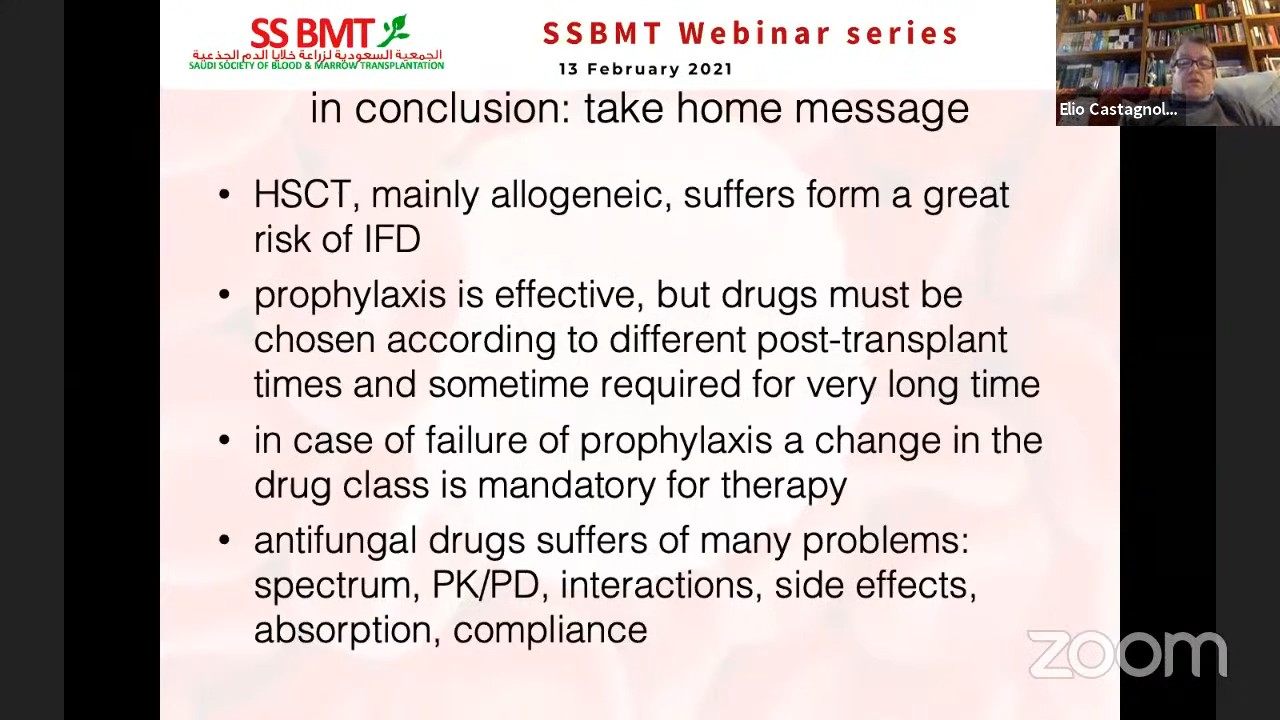 SS BMT
الجمعية السعودية لزراعة خلايا الدم الجذعية
SAUDI SOCIETY OF BLOOD & MARROW TRANSPLANTATION
SSBMT Webinar series
13 February 2021
Elio Castagnol...
in conclusion: take home message
• HSCT, mainly allogeneic, suffers form a great
risk of IFD
• prophylaxis is effective, but drugs must be
chosen according to different post-transplant
times and sometime required for very long time
• in case of failure of prophylaxis a change in the
drug class is mandatory for therapy
• antifungal drugs suffers of many problems:
spectrum, PK/PD, interactions, side effects,
absorption, compliance
zoom